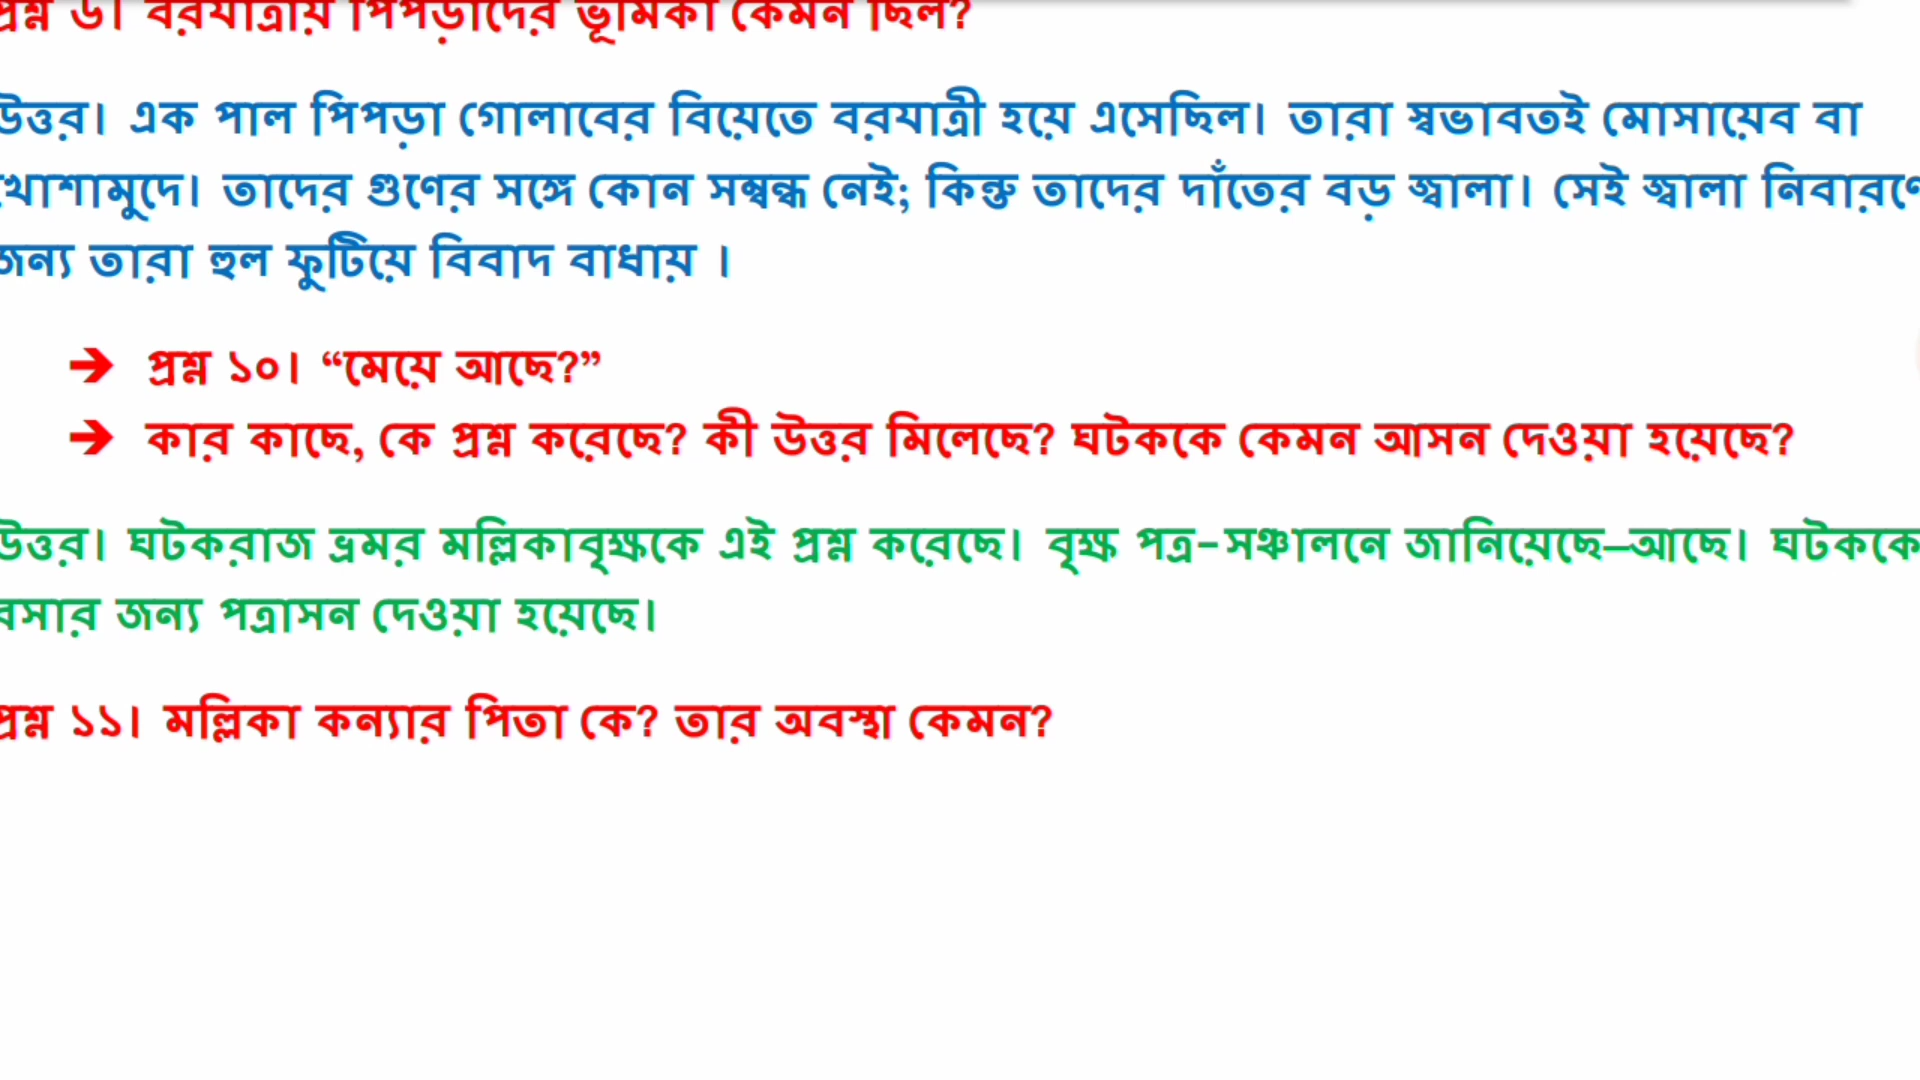 প্রশ্ন ৬। বরযাত্রায় পিপড়াদের ভূমিকা কেমন ছিল?
উত্তর। এক পাল পিপড়া গোলাবের বিয়েতে বরযাত্রী হয়ে এসেছিল। তারা স্বভাবতই মোসায়েব বা
খোশামুদে। তাদের গুণের সঙ্গে কোন সম্বন্ধ নেই; কিন্তু তাদের দাঁতের বড় জ্বালা। সেই জ্বালা নিবারণে
জন্য তারা হুল ফুটিয়ে বিবাদ বাধায় ।
➔ প্রশ্ন ১০। “মেয়ে আছে?”
➔ কার কাছে, কে প্রশ্ন করেছে? কী উত্তর মিলেছে? ঘটককে কেমন আসন দেওয়া হয়েছে?
উত্তর। ঘটকরাজ ভ্রমর মল্লিকাবৃক্ষকে এই প্রশ্ন করেছে। বৃক্ষ পত্র-সঞ্চালনে জানিয়েছে–আছে। ঘটককে
বসার জন্য পত্রাসন দেওয়া হয়েছে।
প্রশ্ন ১১। মল্লিকা কন্যার পিতা কে? তার অবস্থা কেমন?